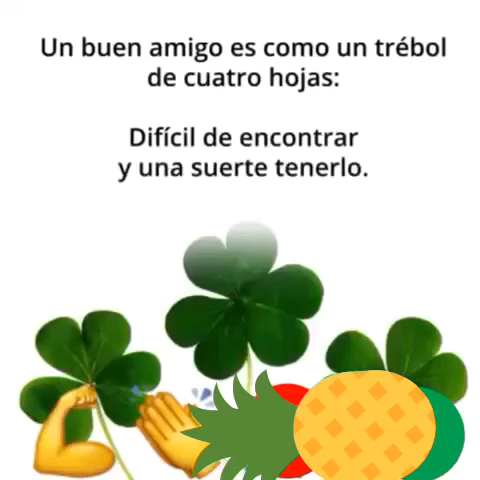 Un buen amigo es como un trébol
de cuatro hojas:
Difícil de encontrar
y una suerte tenerlo.